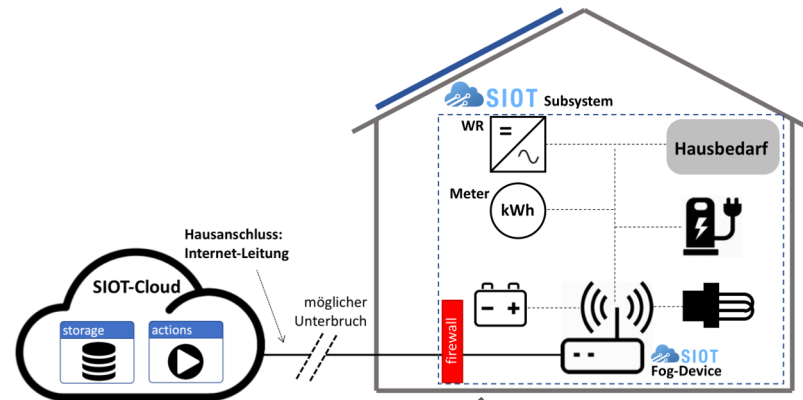 SIOT Subsystem
WR
Hausbedarf
Meter
kWh
Hausanschluss:
Internet-Leitung
SIOT-Cloud
storage
actions
möglicher
Unterbruch
firewall
SIOT
Fog-Device